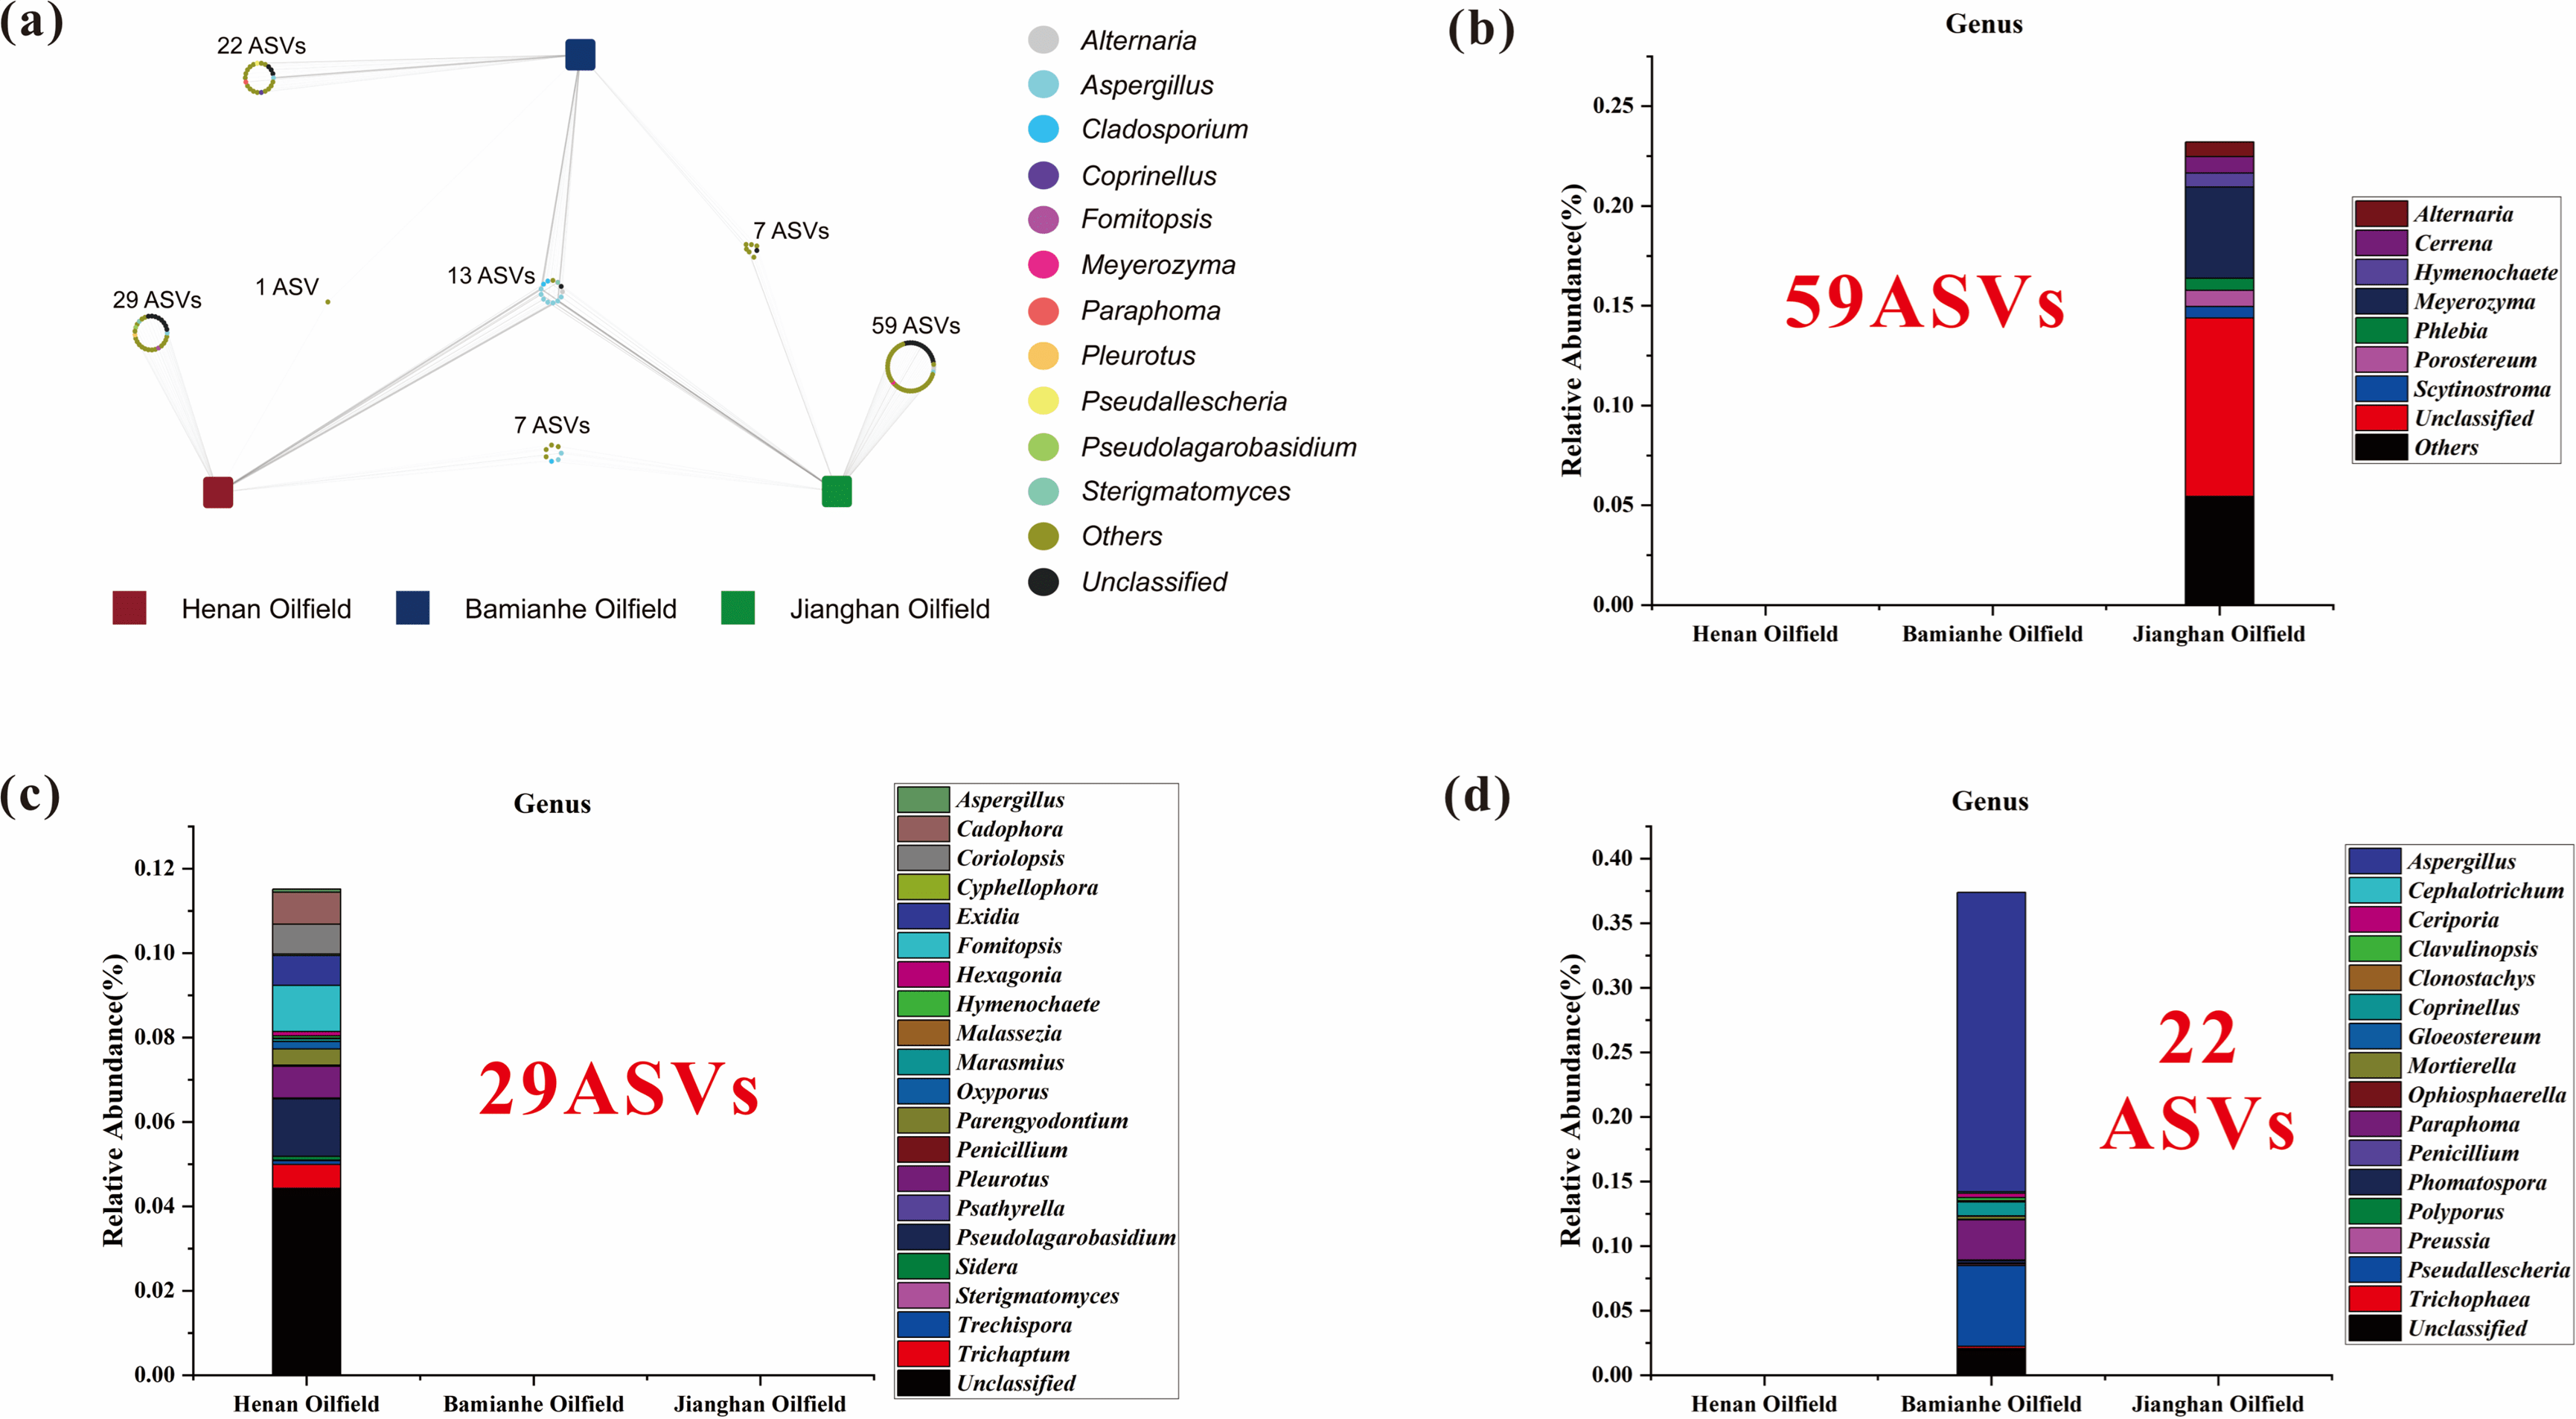 (a)
22 ASVs
7 ASVs
13 ASVs
1 ASV
29 ASVs
59 ASVs
7 ASVs
Henan Oilfield
Bamianhe Oilfield
Jianghan Oilfield
Alternaria
Aspergillus
Cladosporium
Coprinellus
Fomitopsis
Meyerozyma
Paraphoma
Pleurotus
Pseudallescheria
Pseudolagarobasidium
Sterigmatomyces
Others
Unclassified
(b)
Genus
Relative Abundance(%)
0.25
0.20
0.15
0.10
0.05
0.00
59ASVs
Henan Oilfield
Bamianhe Oilfield
Jianghan Oilfield
Alternaria
Cerrena
Hymenochaete
Meyerozyma
Phlebia
Porostereum
Scytinostroma
Unclassified
Others
(c)
Genus
Relative Abundance(%)
0.12
0.10
0.08
0.06
0.04
0.02
0.00
29ASVs
Henan Oilfield
Bamianhe Oilfield
Jianghan Oilfield
Aspergillus
Cadophora
Coriolopsis
Cyphellophora
Exidia
Fomitopsis
Hexagonia
Hymenochaete
Malassezia
Marasmius
Oxyporus
Parengyodontium
Penicillium
Pleurotus
Psathyrella
Pseudolagarobasidium
Sidera
Sterigmatomyces
Trechispora
Trichaptum
Unclassified
(d)
Genus
Relative Abundance(%)
0.40
0.35
0.30
0.25
0.20
0.15
0.10
0.05
0.00
22
ASVs
Henan Oilfield
Bamianhe Oilfield
Jianghan Oilfield
Aspergillus
Cephalotrichum
Ceriporia
Clavulinopsis
Clonostachys
Coprinellus
Gloeostereum
Mortierella
Ophiosphaerella
Paraphoma
Penicillium
Phomatospora
Polyporus
Preussia
Pseudallescheria
Trichophaea
Unclassified